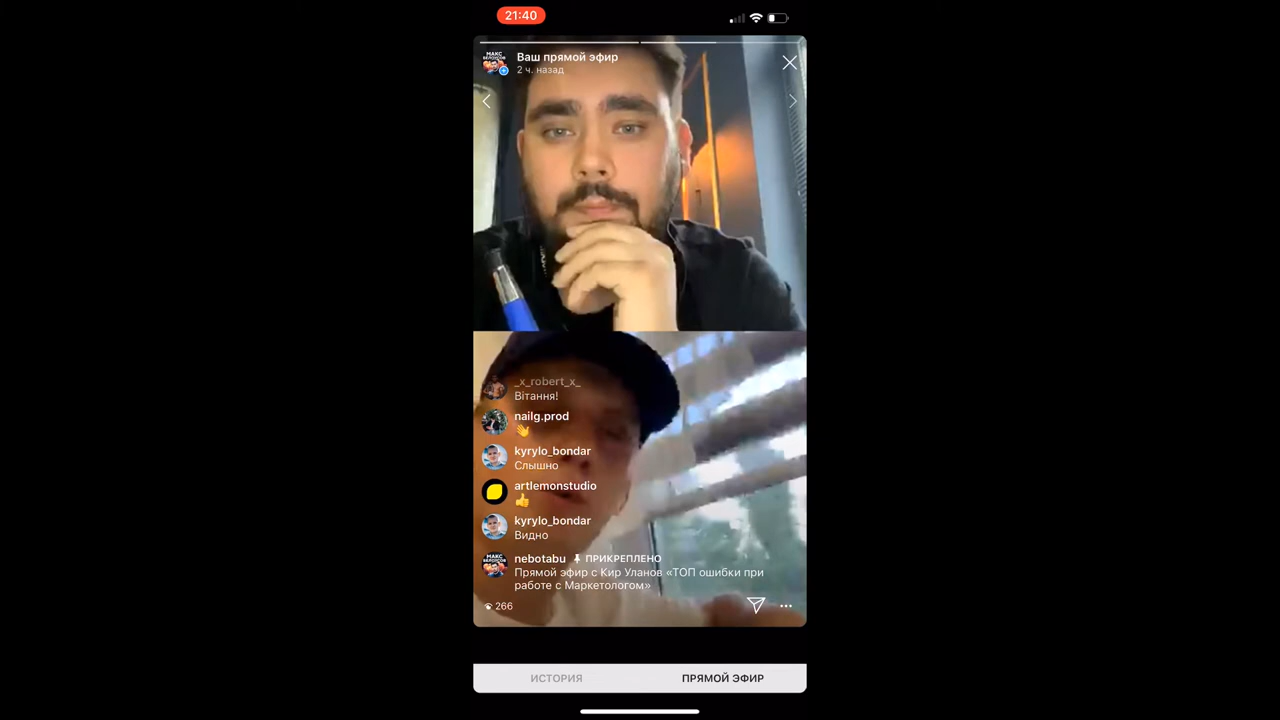 21:40
Ваш прямой эфир
2 ч. назад
_x_robert_x_
Вітання!
nailg.prod
👋
kyrylo_bondar
Слышно
artlemonstudio
👍
kyrylo_bondar
Видно
nebotabu ПРИКРЕПЛЕНО
Прямой эфир с Кир Уланов «ТОП ошибки при
работе с Маркетологом»
266
ИСТОРИЯ
ПРЯМОЙ ЭФИР